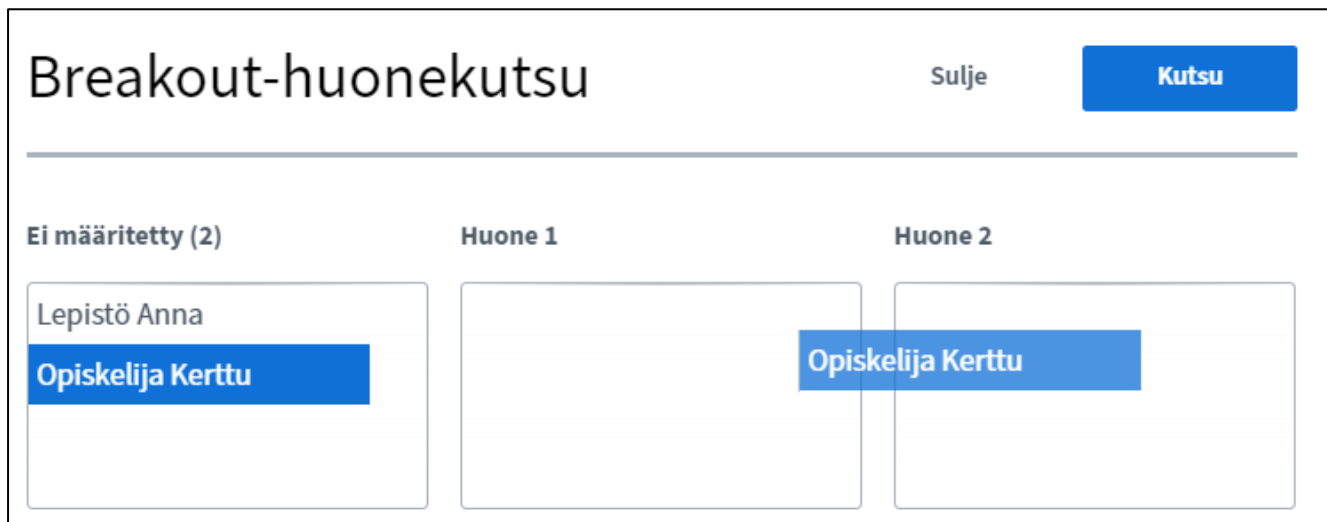 Breakout-huonekutsu
Sulje
Kutsu
Ei määritetty (2)
Huone 1
Huone 2
Lepistö Anna
Opiskelija Kerttu
Opiskelija Kerttu